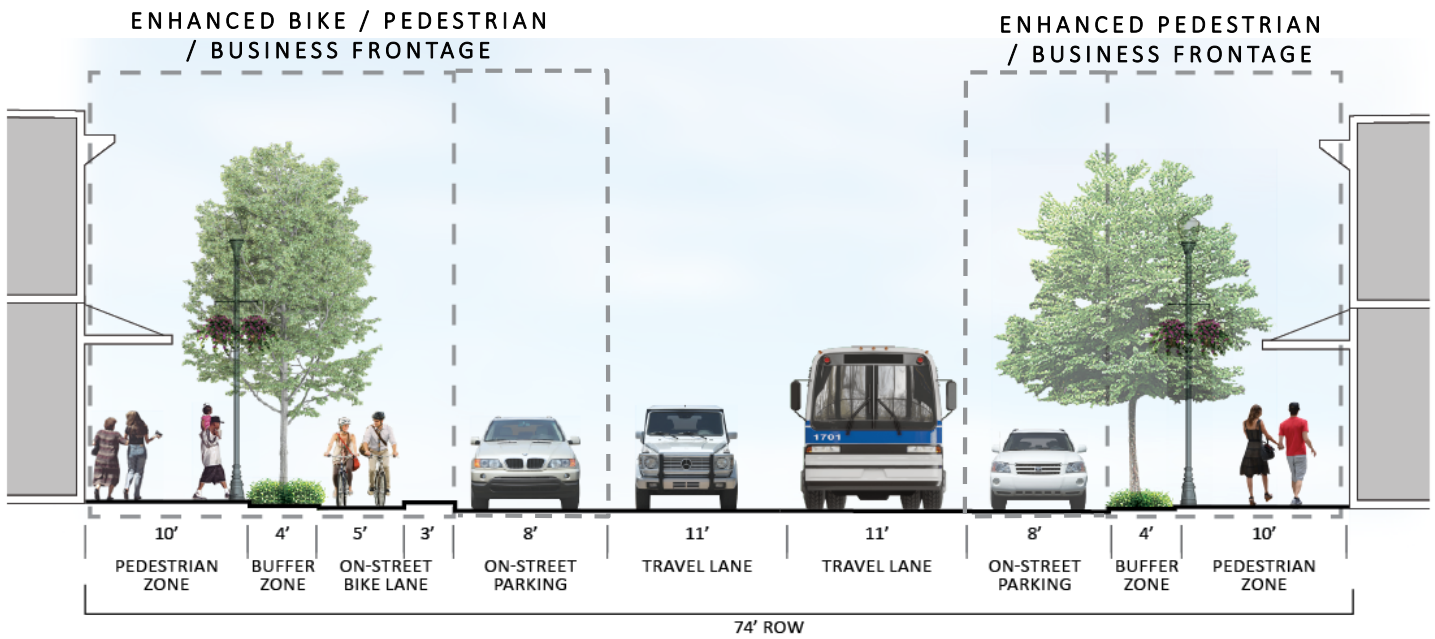 ENHANCED BIKE / PEDESTRIAN
/ BUSINESS FRONTAGE
ENHANCED PEDESTRIAN
/ BUSINESS FRONTAGE
1701
10’
4’
5’
3’
8’
11’
11’
8’
4’
10’
PEDESTRIAN
ZONE
BUFFER
ZONE
ON-STREET
BIKE LANE
ON-STREET
PARKING
TRAVEL LANE
TRAVEL LANE
ON-STREET
PARKING
BUFFER
ZONE
PEDESTRIAN
ZONE
74’ ROW